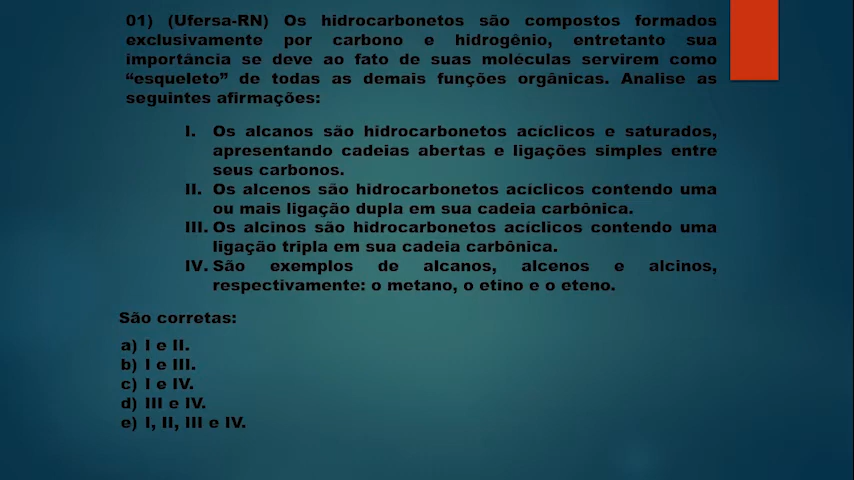 01) (Ufersa-RN) Os hidrocarbonetos são compostos formados
exclusivamente por carbono e hidrogênio, entretanto sua
importância se deve ao fato de suas moléculas servirem como
“esqueleto” de todas as demais funções orgânicas. Analise as
seguintes afirmações:
I. Os alcanos são hidrocarbonetos acíclicos e saturados,
apresentando cadeias abertas e ligações simples entre
seus carbonos.
II. Os alcenos são hidrocarbonetos acíclicos contendo uma
ou mais ligação dupla em sua cadeia carbônica.
III. Os alcinos são hidrocarbonetos acíclicos contendo uma
ligação tripla em sua cadeia carbônica.
IV. São exemplos de alcanos, alcenos e alcinos,
respectivamente: o metano, o etino e o eteno.
São corretas:
a) I e II.
b) I e III.
c) I e IV.
d) III e IV.
e) I, II, III e IV.